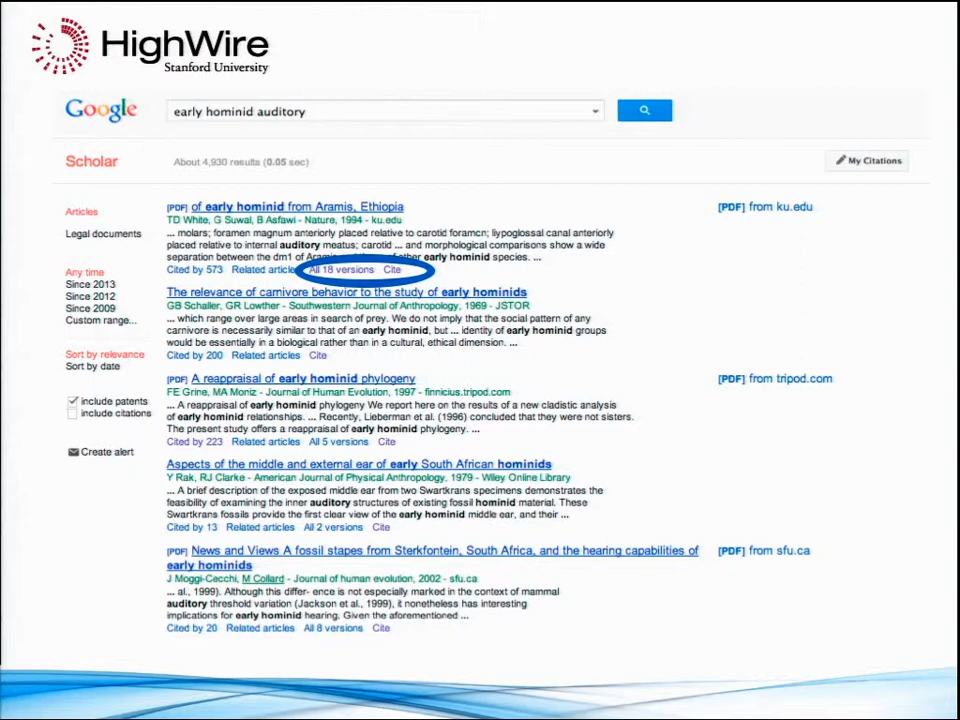 HighWire
Stanford University
Google
early hominid auditory
Scholar
About 4,930 results (0.05 sec)
My Citations
Articles
Legal documents
Any time
Since 2013
Since 2012
Since 2009
Custom range...
Sort by relevance
Sort by date
include patents
include citations
Create alert
[PDF] of early hominid from Aramis, Ethiopia
TD White, G Suwal, B Asfawi - Nature, 1994 - ku.edu
... molars; foramen magnum anteriorly placed relative to carotid foramcn; liypoglossal canal anteriorly
placed relative to internal auditory meatus; carotid ... and morphological comparisons show a wide
separation between the dm1 of Aramis and other early hominid species. ...
Cited by 573 Related articles All 18 versions Cite
[PDF] from ku.edu
The relevance of carnivore behavior to the study of early hominids
GB Schaller, GR Lowther - Southwestern Journal of Anthropology, 1969 - JSTOR
... which range over large areas in search of prey. We do not imply that the social pattern of any
carnivore is necessarily similar to that of an early hominid, but ... identity of early hominid groups
would be essentially in a biological rather than in a cultural, ethical dimension. ...
Cited by 200 Related articles Cite
[PDF] A reappraisal of early hominid phylogeny
FE Grine, MA Moniz - Journal of Human Evolution, 1997 - finnicius.tripod.com
... A reappraisal of early hominid phylogeny We report here on the results of a new cladistic analysis
of early hominid relationships. ... Recently, Lieberman et al. (1996) concluded that they were not sisters.
The present study offers a reappraisal of early hominid phylogeny. ...
Cited by 223 Related articles All 5 versions Cite
[PDF] from tripod.com
Aspects of the middle and external ear of early South African hominids
Y Rak, RJ Clarke - American Journal of Physical Anthropology, 1979 - Wiley Online Library
... A brief description of the exposed middle ear from two Swartkrans specimens demonstrates the
feasibility of examining the inner auditory structures of existing fossil hominid material. These
Swartkrans fossils provide the first clear view of the early hominid middle ear, and their ...
Cited by 13 Related articles All 2 versions Cite
[PDF] News and Views A fossil stapes from Sterkfontein, South Africa, and the hearing capabilities of
early hominids
J Moggi-Cecchi, M Collard - Journal of human evolution, 2002 - sfu.ca
... al., 1999). Although this differ- ence is not especially marked in the context of mammal
auditory threshold variation (Jackson et al., 1999), it nonetheless has interesting
implications for early hominid hearing. Given the aforementioned ...
Cited by 20 Related articles All 8 versions Cite
[PDF] from sfu.ca